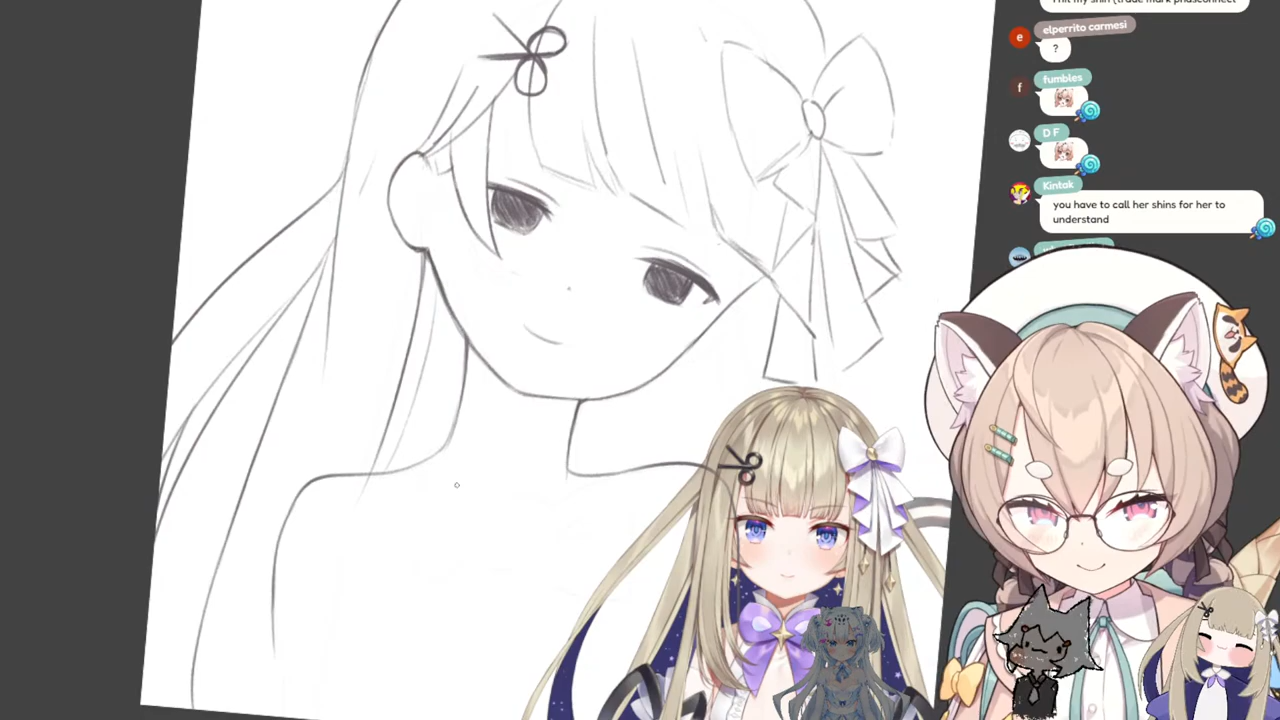 elperrito carmesi
e
?
fumbles
f
D F
Kintak
you have to call her shins for her to
understand